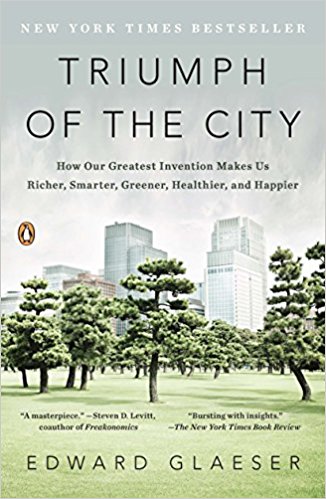 NEW YORK TIMES BESTSELLER
TRIUMPH
OF THE CITY
How Our Greatest Invention Makes Us
Richer, Smarter, Greener, Healthier, and Happier
“A masterpiece.”—Steven D. Levitt,
coauthor of Freakonomics
“Bursting with insights.”
—The New York Times Book Review
EDWARD GLAESER